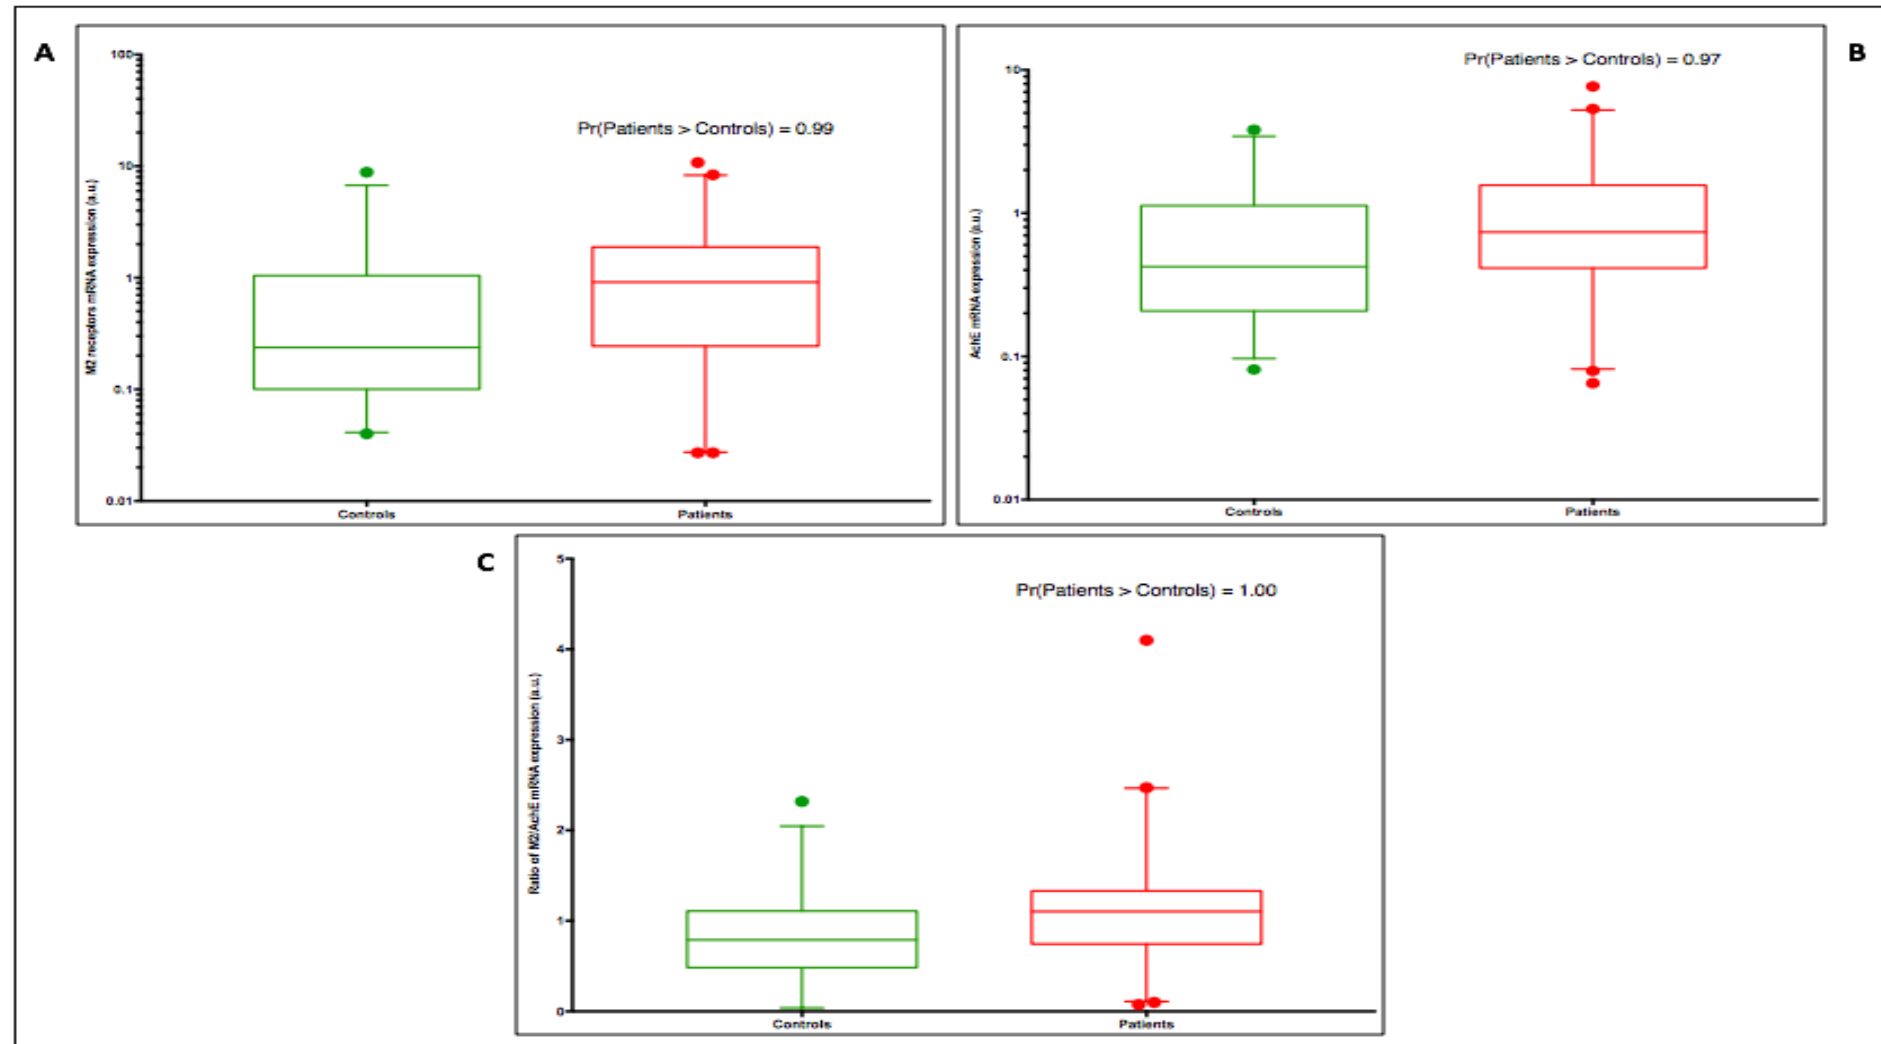 A
100
10
1
0.1
0.01
M2 receptors mRNA expression (a.u.)
Pr(Patients > Controls) = 0.99
Controls
Patients
B
10
1
0.1
0.01
AchE mRNA expression (a.u.)
Pr(Patients > Controls) = 0.97
Controls
Patients
C
5
4
3
2
1
0
Ratio of M2/AchE mRNA expression (a.u.)
Pr(Patients > Controls) = 1.00
Controls
Patients